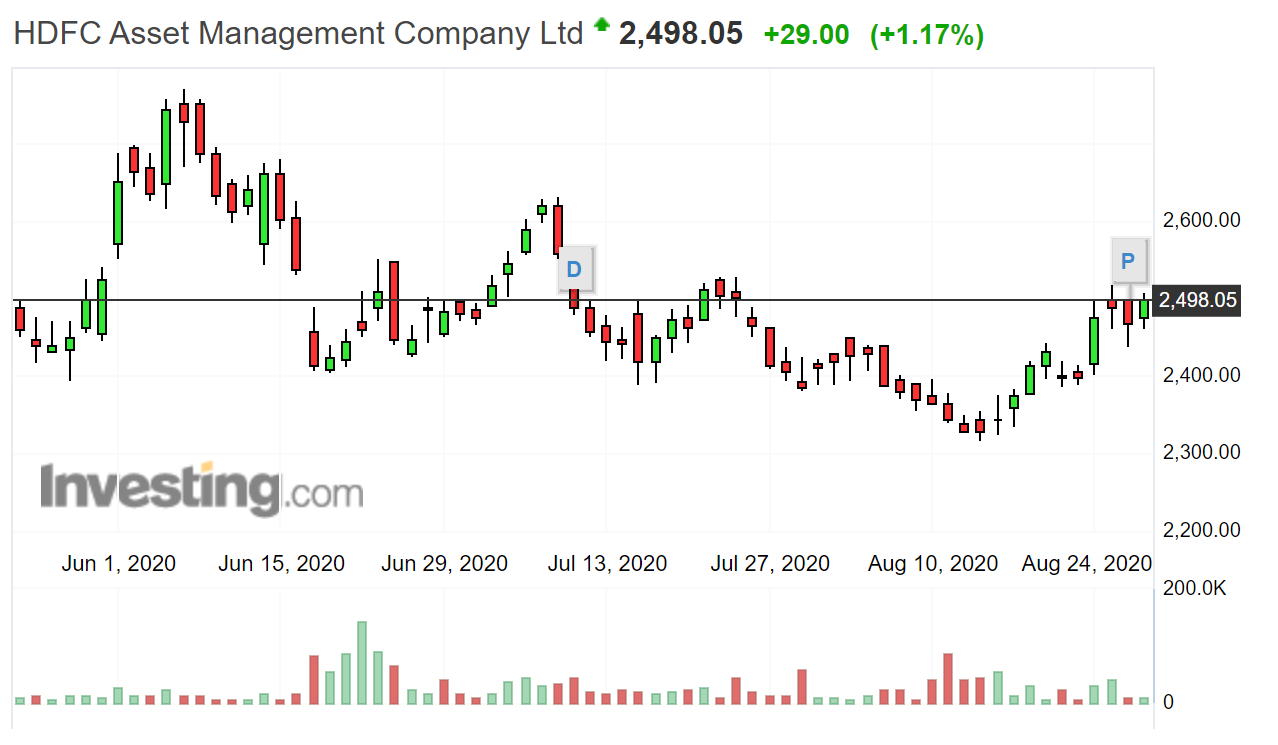 HDFC Asset Management Company Ltd 2,498.05 +29.00 (+1.17%)
2,600.00
D
P
2,498.05
2,400.00
2,300.00
Investing.com
2,200.00
Jun 1, 2020 Jun 15, 2020 Jun 29, 2020 Jul 13, 2020 Jul 27, 2020 Aug 10, 2020 Aug 24, 2020
200.0K
0